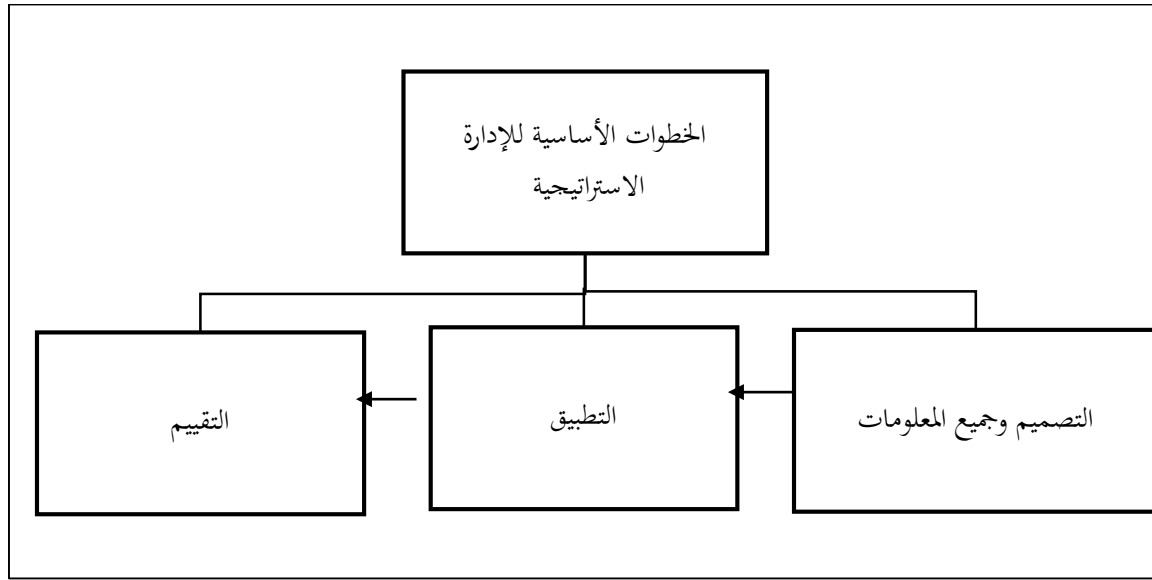 الخطوات الأساسية للإدارة
الاستراتيجية
التصميم وجميع المعلومات
التطبيق
التقييم